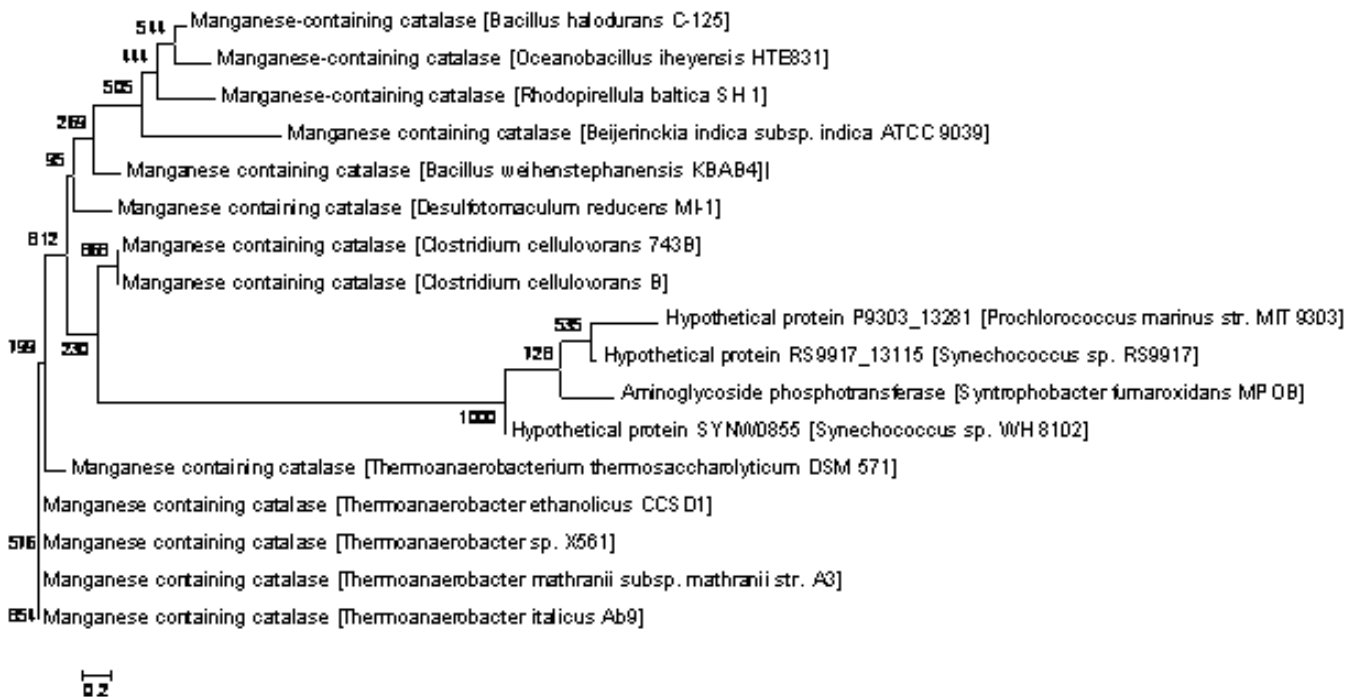 544
Manganese-containing catalase [Bacillus halodurans C-125]
444
Manganese-containing catalase [Oceanobacillus iheyensis HTE831]
505
Manganese-containing catalase [Rhodopirellula baltica SH 1]
269
Manganese containing catalase [Beijerinckia indica subsp. indica ATCC 9039]
95
Manganese containing catalase [Bacillus weihenstephanensis KBAB4]|
Manganese containing catalase [Desulfotomaculum reducens MI-1]
812
868
Manganese containing catalase [Clostridium cellulovorans 743B]
Manganese containing catalase [Clostridium cellulovorans B]
535
Hypothetical protein P9303_13281 [Prochlorococcus marinus str. MIT 9303]
799
230
728
Hypothetical protein RS9917_13115 [Synechococcus sp. RS9917]
Aminoglycoside phosphotransferase [Syntrophobacter fumaroxidans MPOB]
1000
Hypothetical protein SYNW0855 [Synechococcus sp. WH 8102]
Manganese containing catalase [Thermoanaerobacterium thermosaccharolyticum DSM 571]
Manganese containing catalase [Thermoanaerobacter ethanolicus CCSD1]
516
Manganese containing catalase [Thermoanaerobacter sp. X561]
Manganese containing catalase [Thermoanaerobacter mathranii subsp. mathranii str. A3]
Manganese containing catalase [Thermoanaerobacter italicus Ab9]
0.2